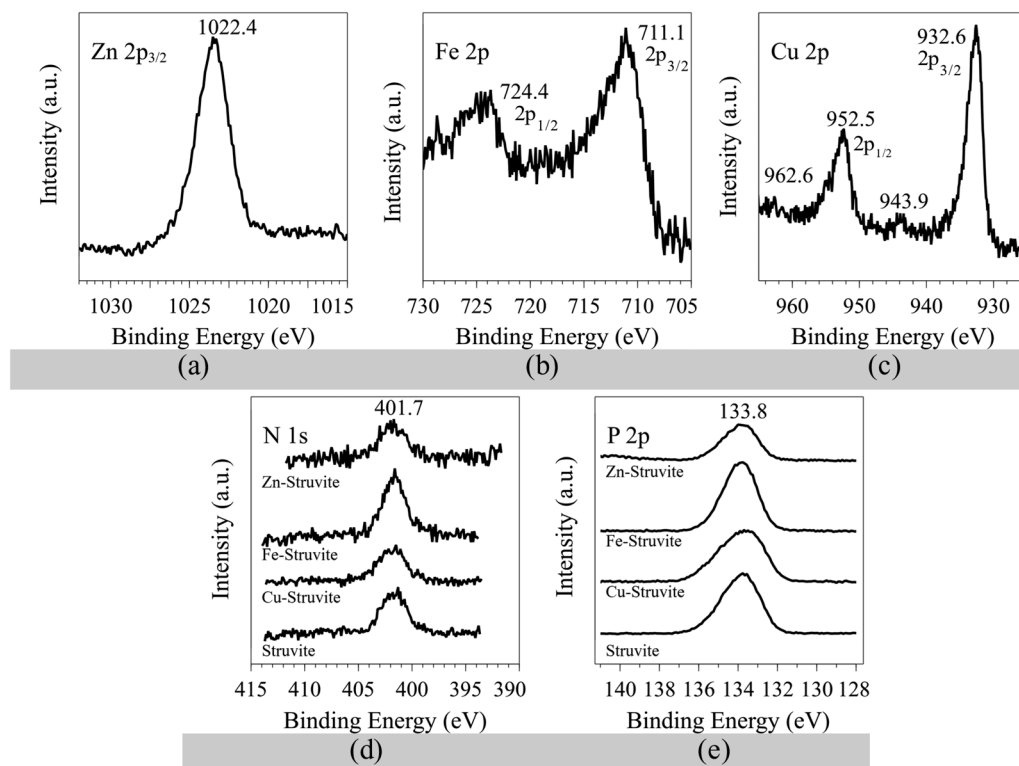 1022.4
Zn 2p3/2
Intensity (a.u.)
1030 1025 1020 1015
Binding Energy (eV)
(a)
Fe 2p
711.1
2p3/2
724.4
2p1/2
Intensity (a.u.)
730 725 720 715 710 705
Binding Energy (eV)
(b)
Cu 2p
932.6
2p3/2
952.5
2p1/2
962.6
943.9
Intensity (a.u.)
960 950 940 930
Binding Energy (eV)
(c)
401.7
N 1s
Zn-Struvite
Fe-Struvite
Cu-Struvite
Struvite
Intensity (a.u.)
415 410 405 400 395 390
Binding Energy (eV)
(d)
133.8
P 2p
Zn-Struvite
Fe-Struvite
Cu-Struvite
Struvite
Intensity (a.u.)
140 138 136 134 132 130 128
Binding Energy (eV)
(e)